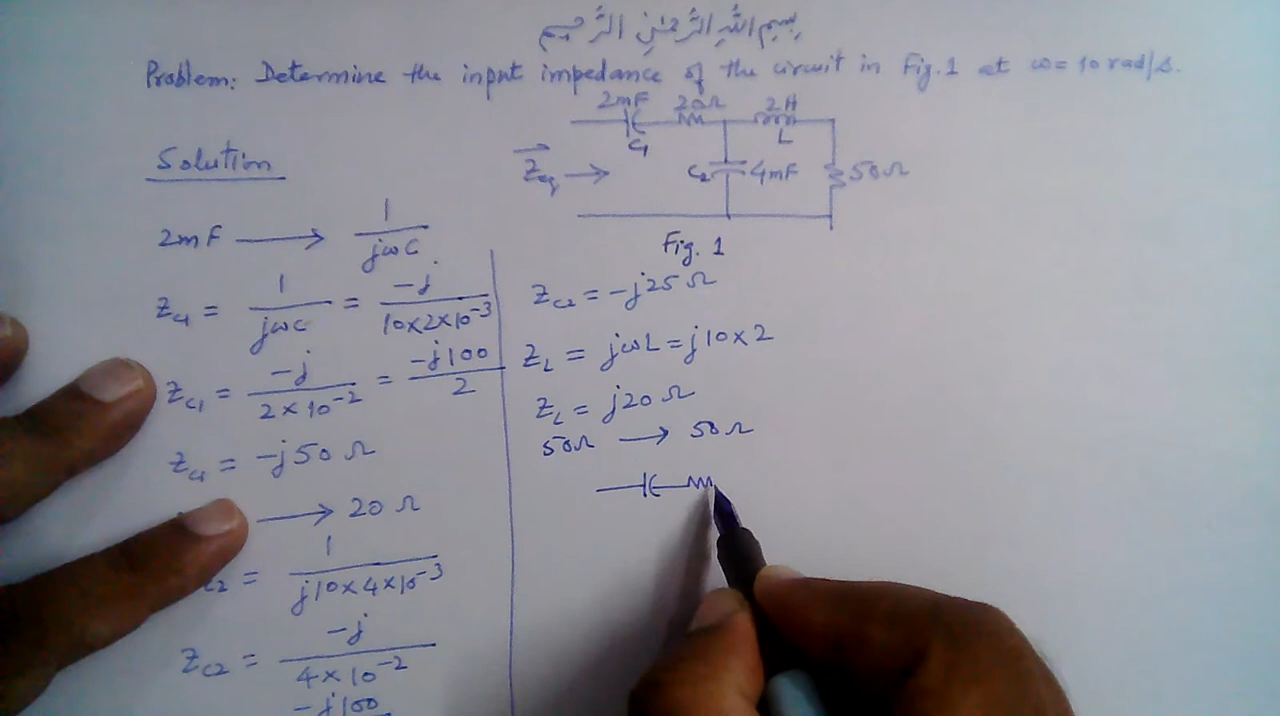 بسم الله الرحمن الرحيم
Problem: Determine the input impedance of the circuit in Fig. 1 at ω = 10 rad/s.
2mF 20Ω 2H
C₁ L
Solution
Z⃗eq → C₂ 4mF 50Ω
Fig. 1
2mF → 1/jωC
Zc1 = 1/jωC = -j/10×2×10⁻³
Zc1 = -j/2×10⁻² = -j100/2
Zc1 = -j50 Ω
→ 20 Ω
c2 = 1/j10×4×10⁻³
Zc2 = -j/4×10⁻²
-j100
Zc2 = -j25 Ω
ZL = jωL = j10×2
ZL = j20 Ω
50Ω → 50Ω